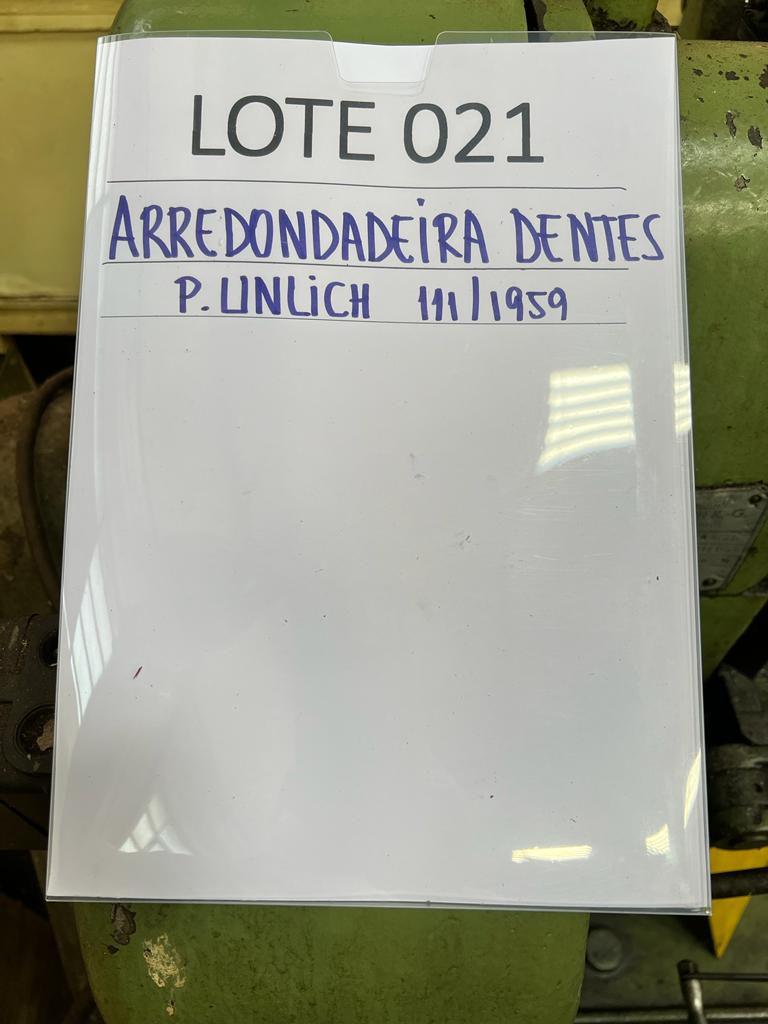 LOTE 021
ARREDONDADEIRA DENTES
P. UNLICH 111/1959